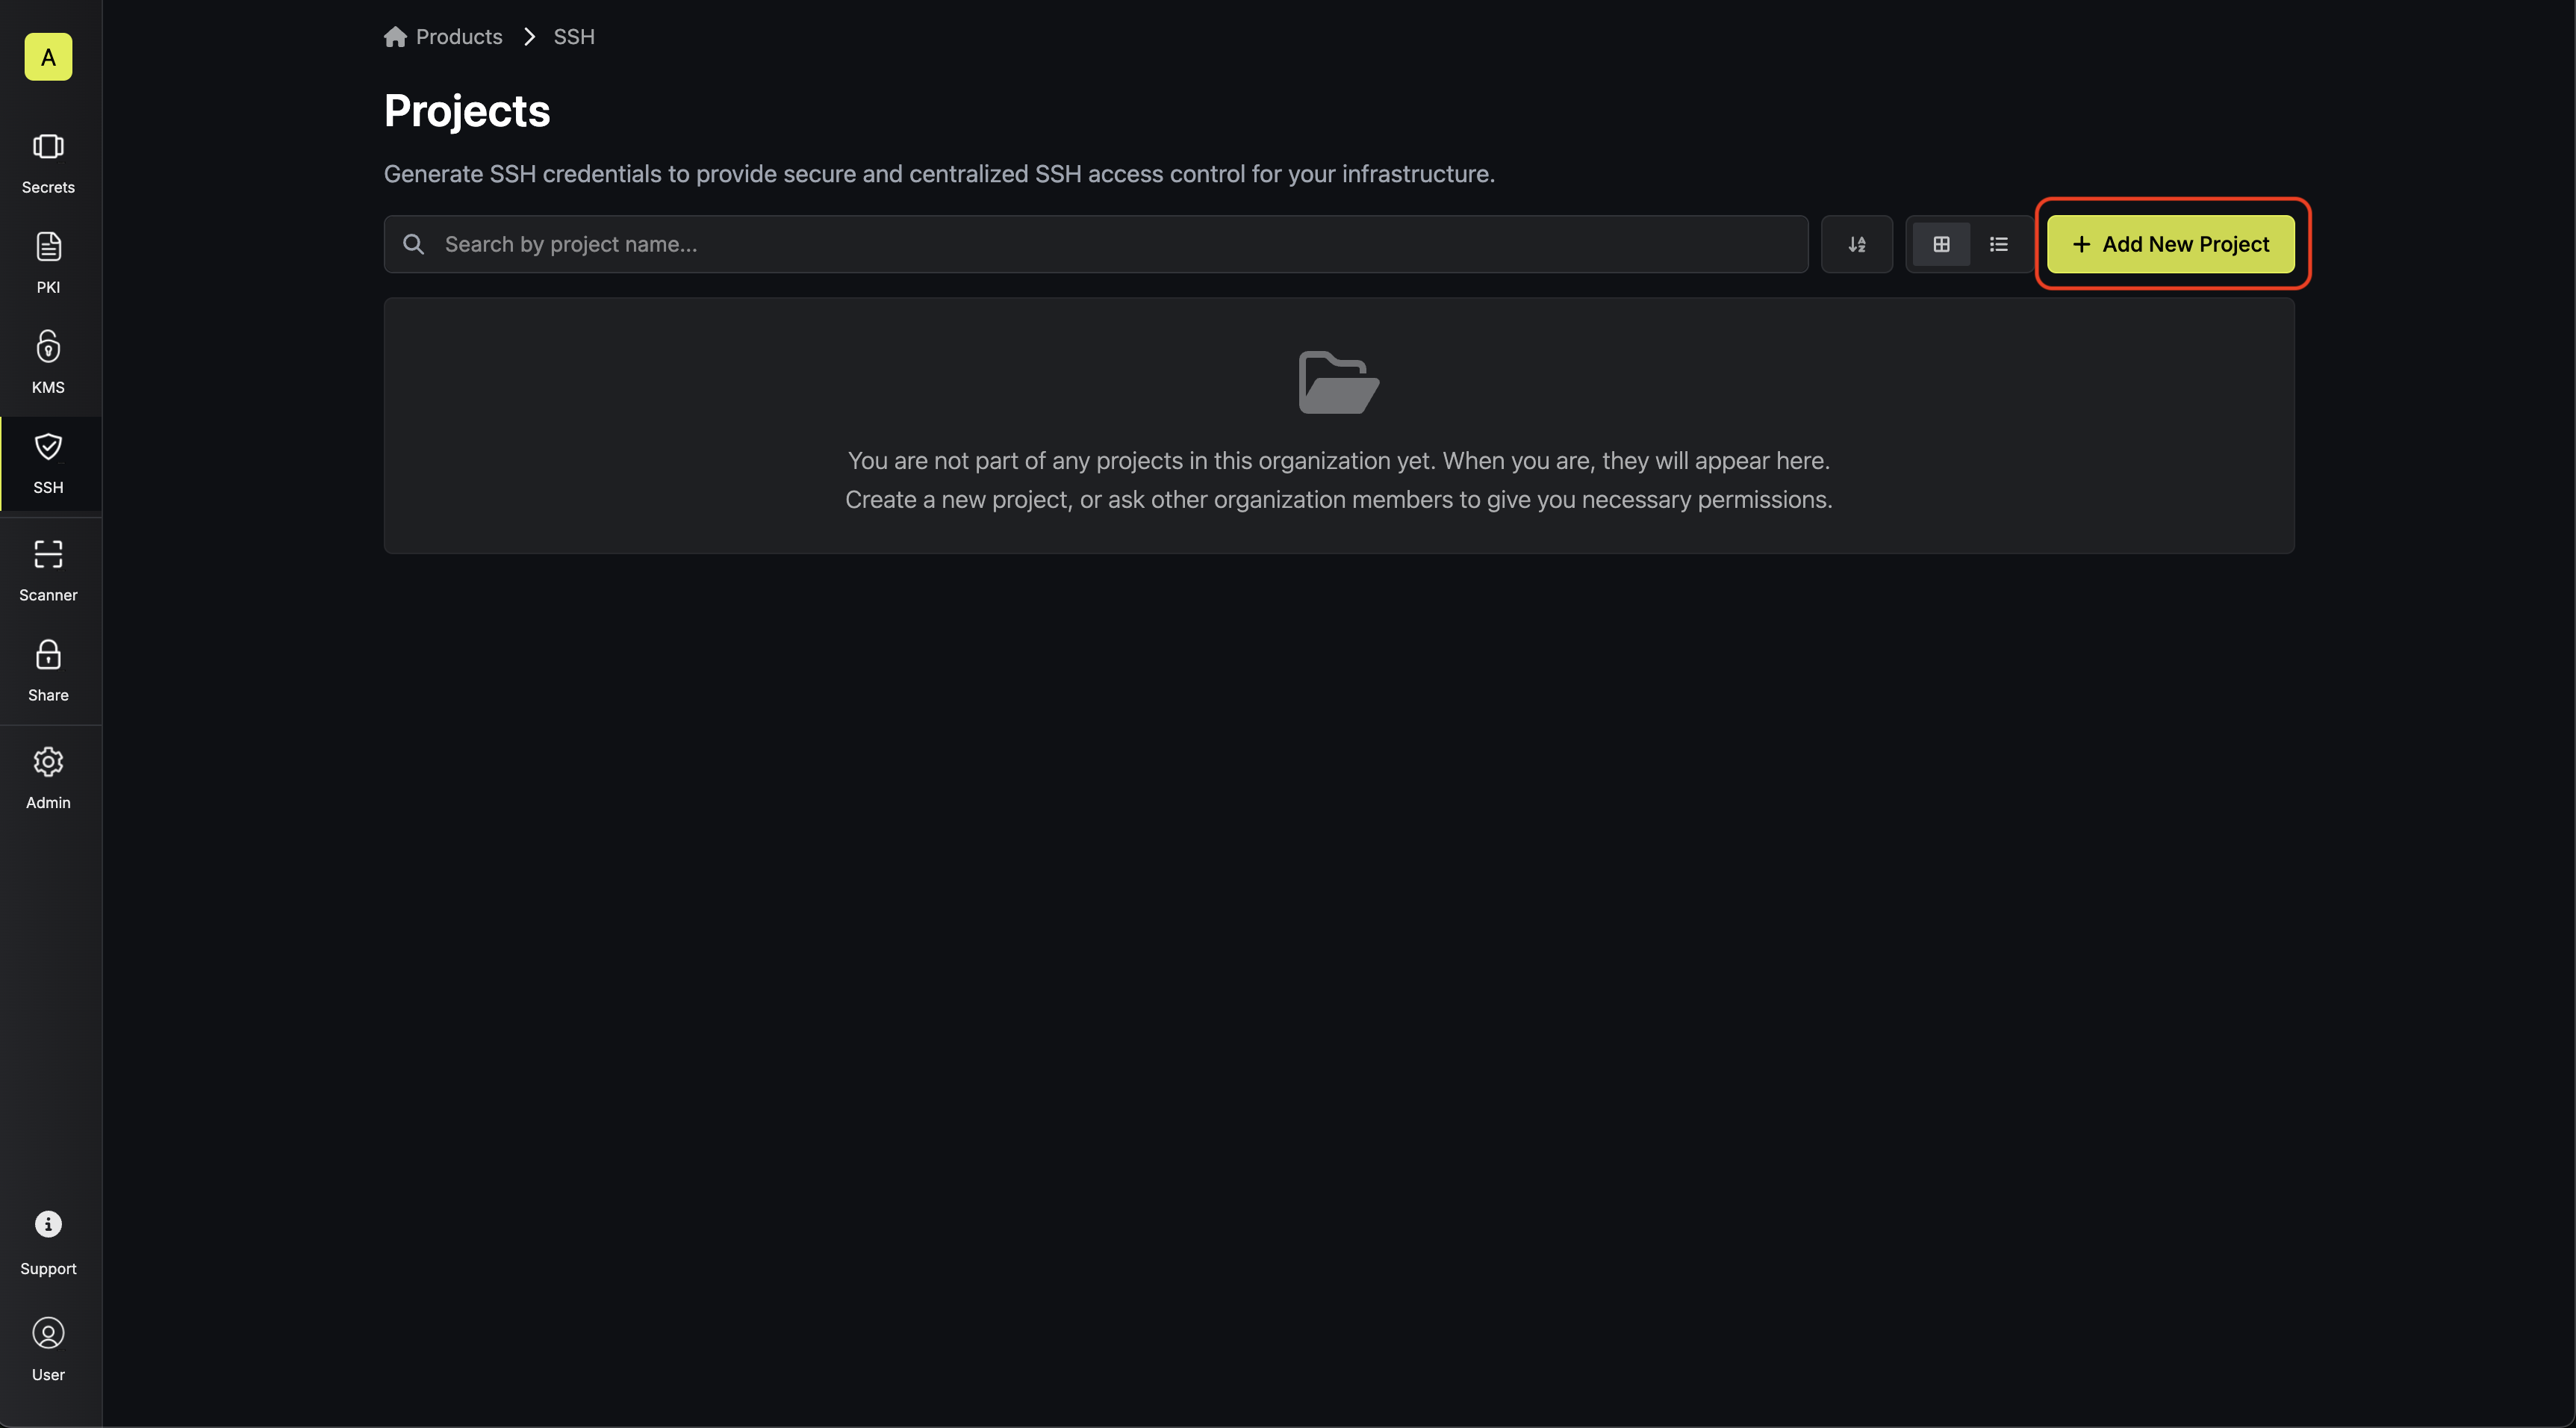 A
Secrets
PKI
KMS
SSH
Scanner
Share
Admin
Support
User
Products
SSH
Projects
Generate SSH credentials to provide secure and centralized SSH access control for your infrastructure.
Search by project name...
Add New Project
You are not part of any projects in this organization yet. When you are, they will appear here.
Create a new project, or ask other organization members to give you necessary permissions.